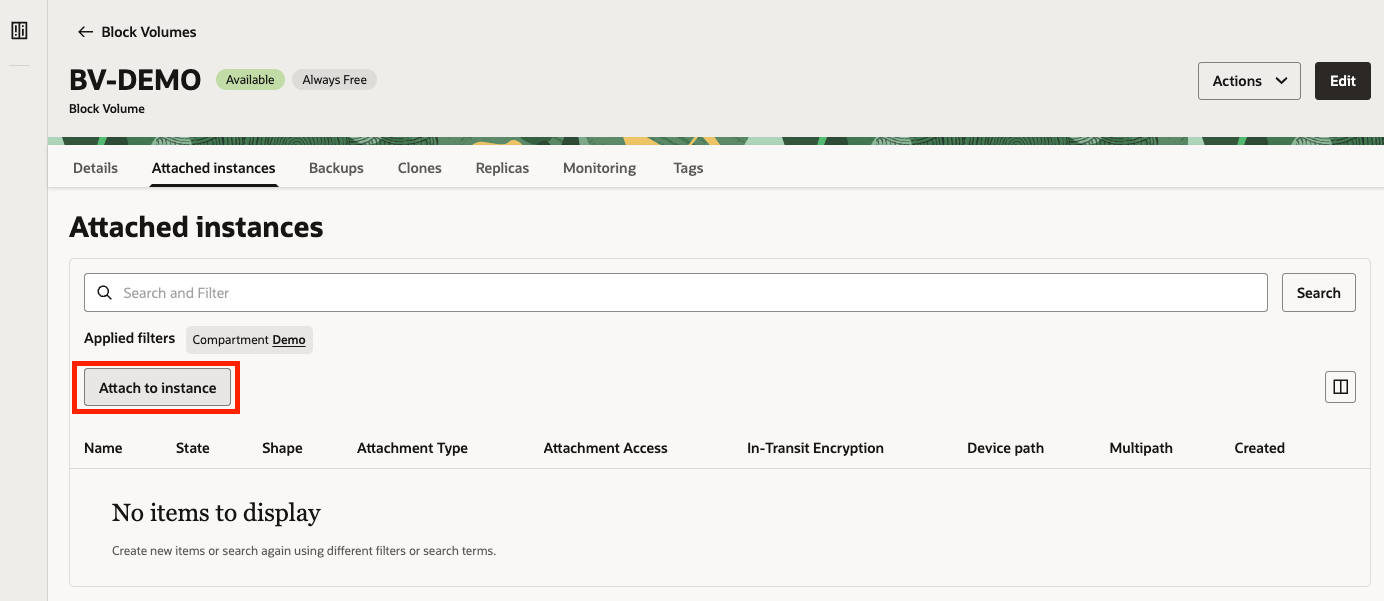 Block Volumes
BV-DEMO Available Always Free
Block Volume
Actions Edit
Details Attached instances Backups Clones Replicas Monitoring Tags
Attached instances
Search and Filter Search
Applied filters Compartment Demo
Attach to instance
Name State Shape Attachment Type Attachment Access In-Transit Encryption Device path Multipath Created
No items to display
Create new items or search again using different filters or search terms.